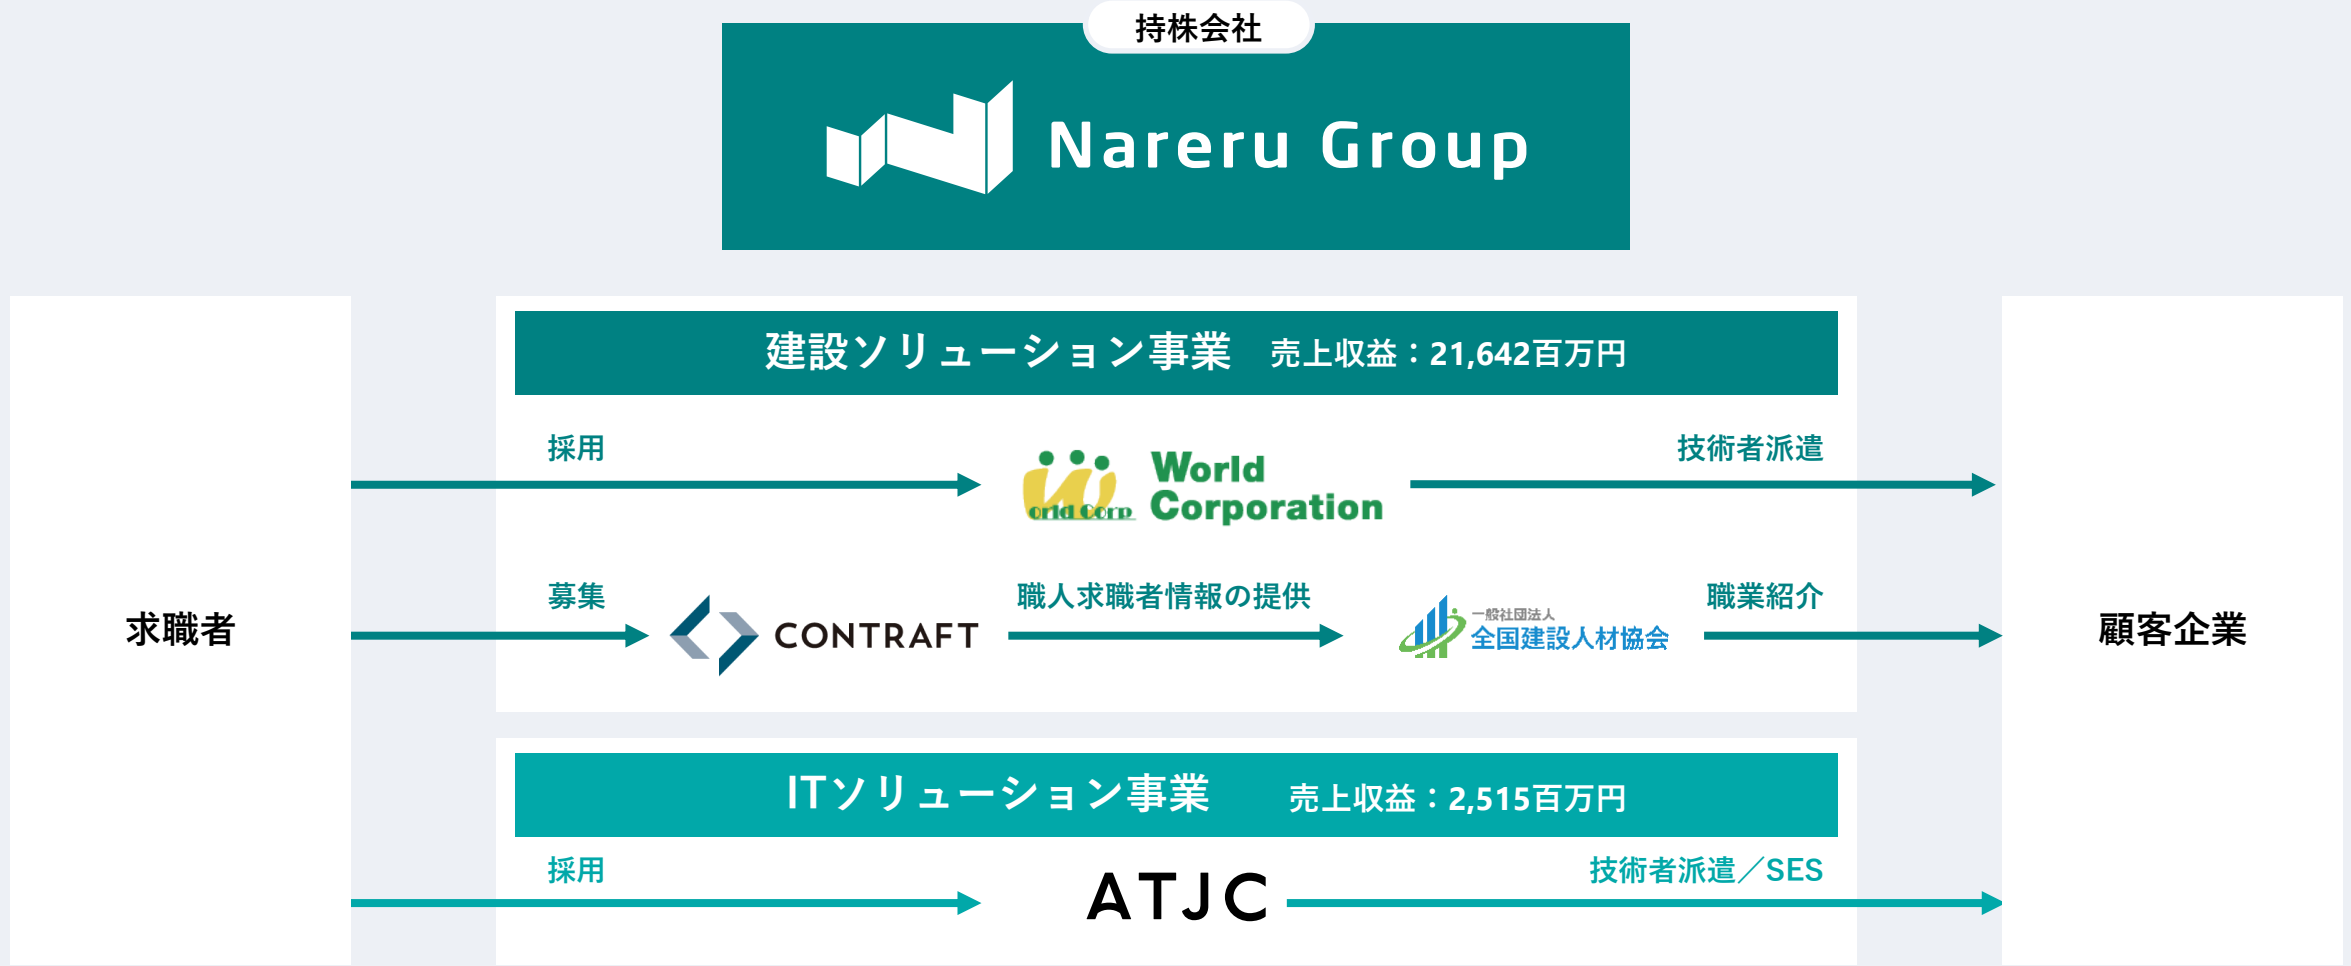 持株会社
Nareru Group
建設ソリューション事業 売上収益：21,642百万円
採用
World
Corporation
orld Corp
技術者派遣
求職者
募集
CONTRAFT
職人求職者情報の提供
一般社団法人
全国建設人材協会
職業紹介
顧客企業
ITソリューション事業 売上収益：2,515百万円
採用
ATJC
技術者派遣／SES